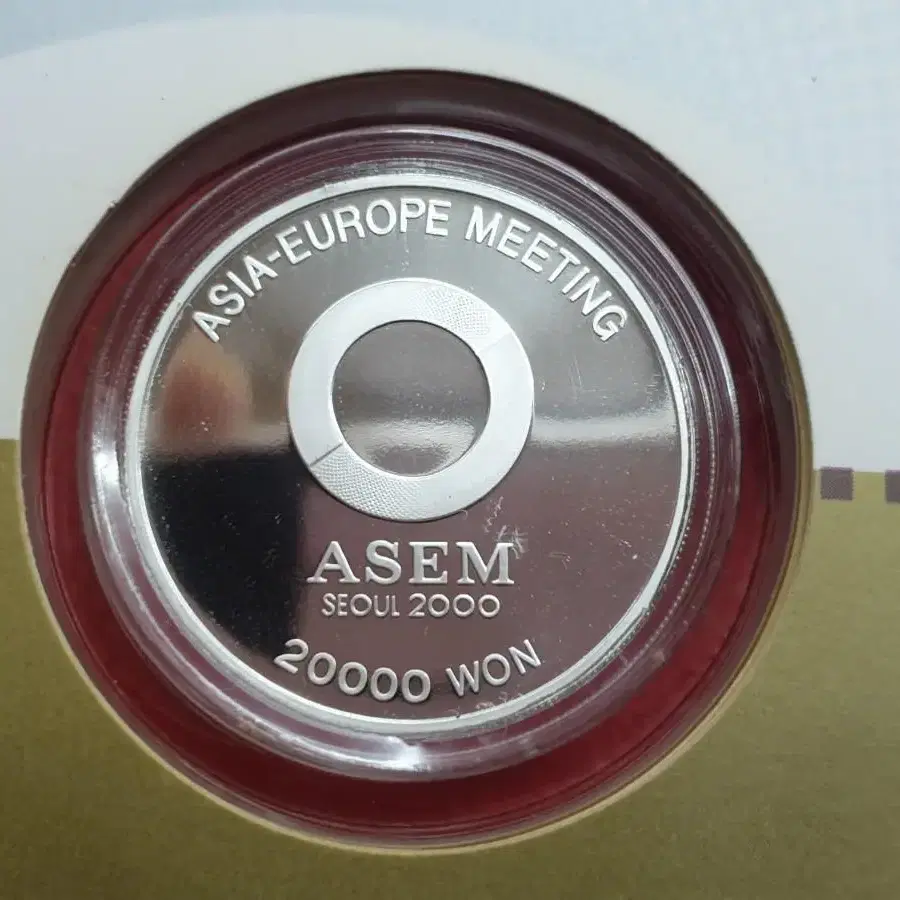 ASIA-EUROPE MEETING
ASEM
SEOUL 2000
20000 WON